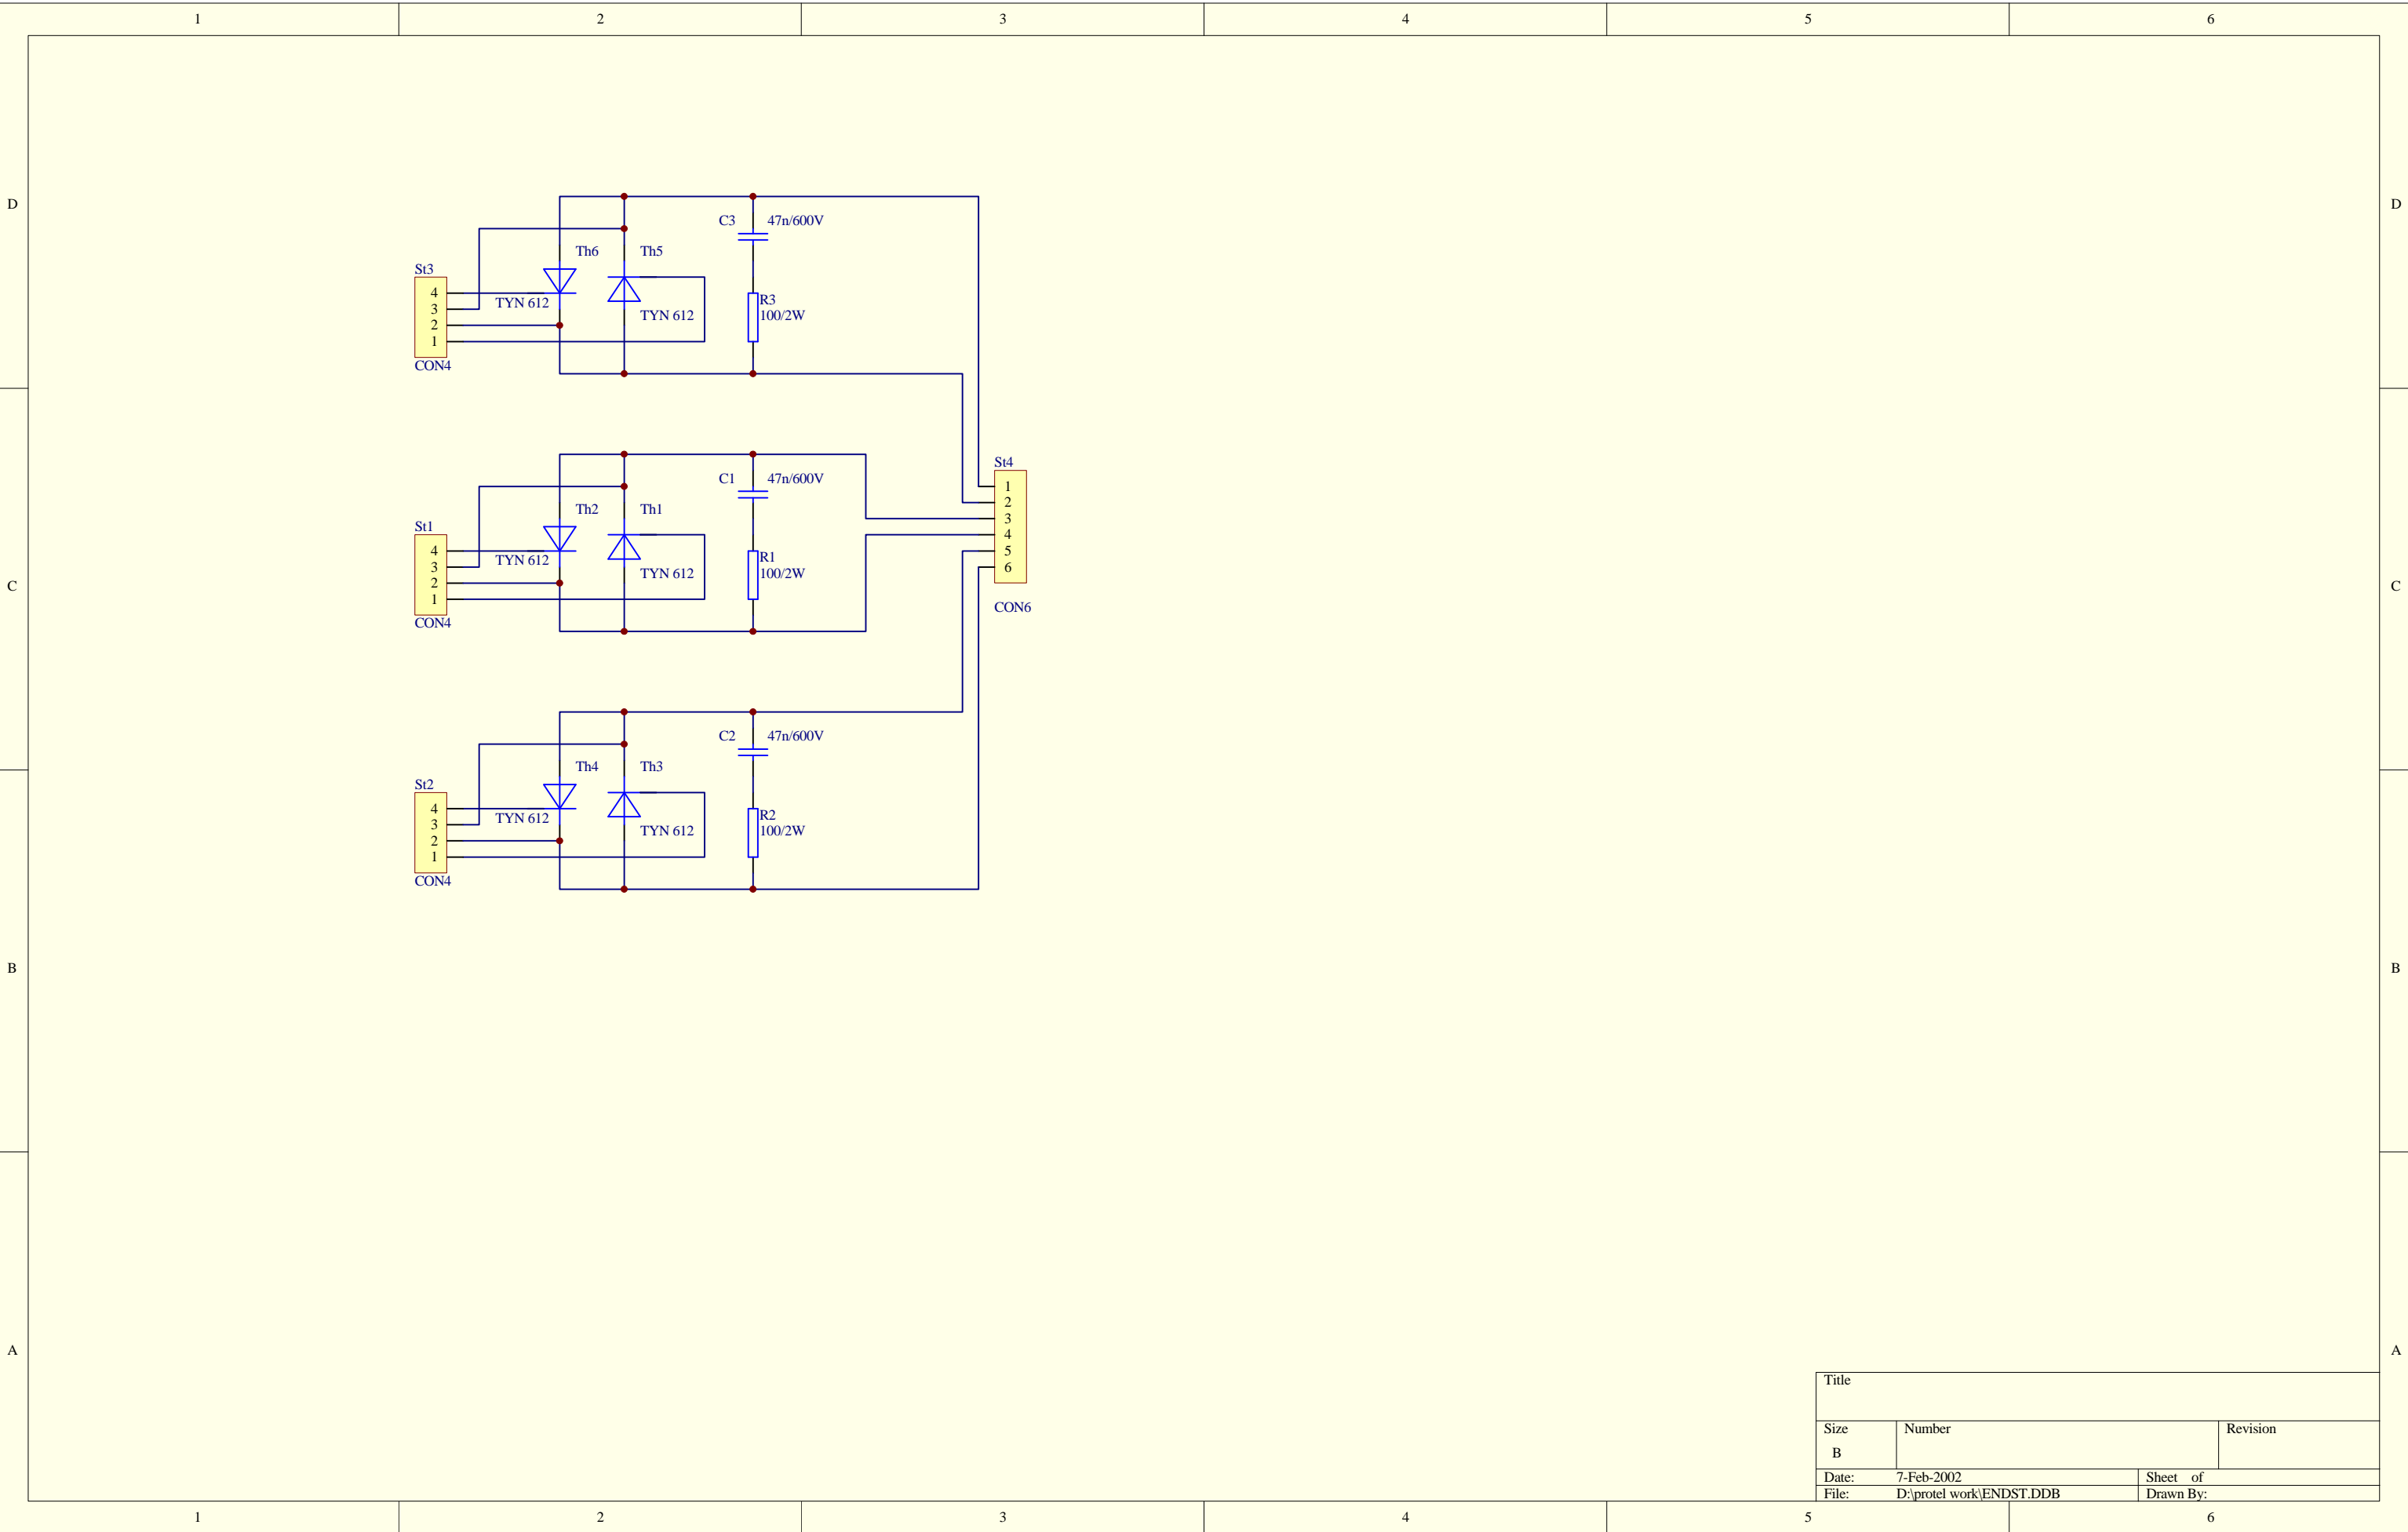 1 2 3 4 5 6
D D
C3 47n/600V
Th6 Th5
St3
4
TYN 612
R3
3
100/2W
TYN 612
2
1
CON4
C1 47n/600V
St4
1
2
Th2 Th1
3
St1
4
4
5
TYN 612
R1
3
6
100/2W
TYN 612
2
C C
1
CON6
CON4
C2 47n/600V
Th4 Th3
St2
4
TYN 612
R2
3
100/2W
TYN 612
2
1
CON4
B B
A A
Title
Size Number Revision
B
Date: 7-Feb-2002 Sheet of
File: D:\protel work\ENDST.DDB Drawn By:
1 2 3 4 5 6